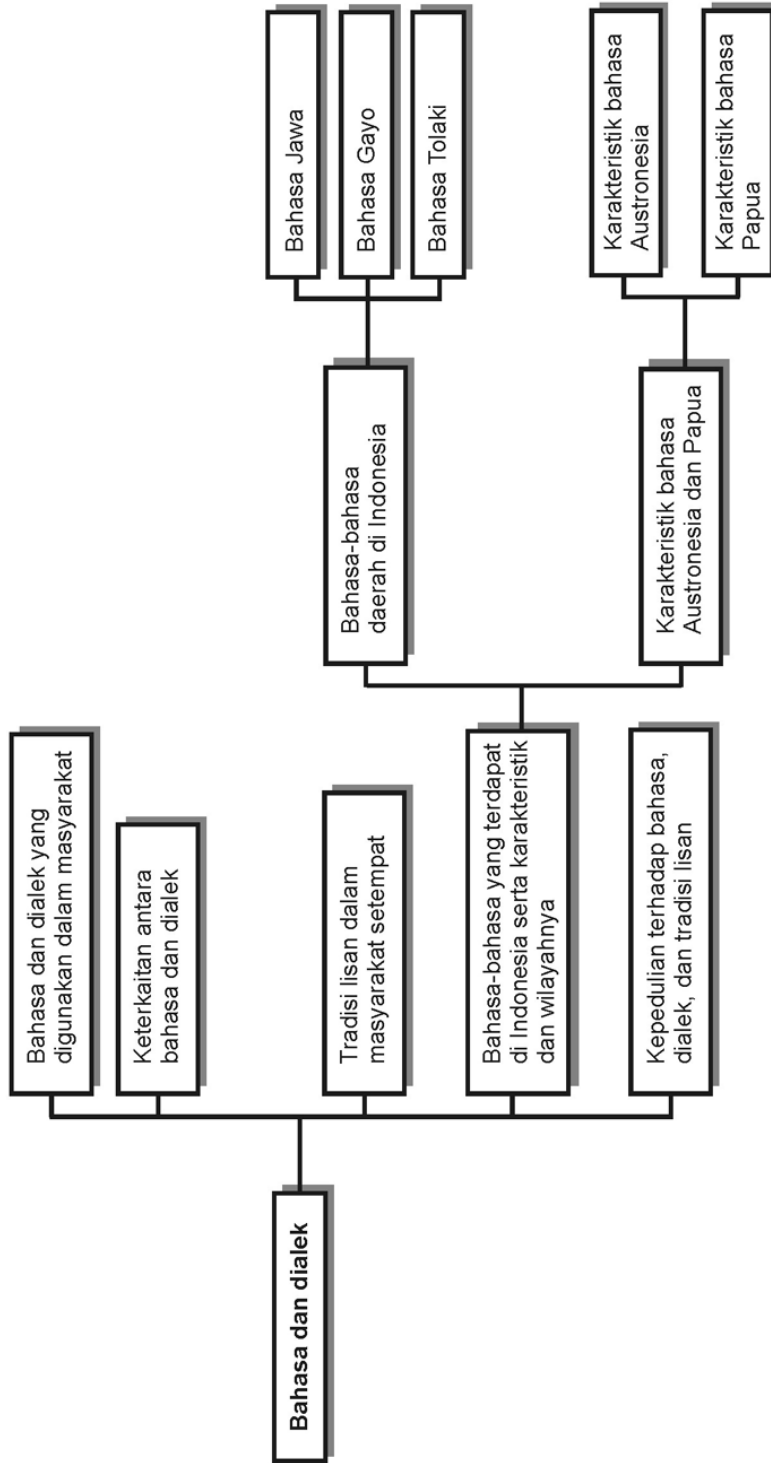 Bahasa dan dialek
Bahasa dan dialek yang
digunakan dalam masyarakat
Keterkaitan antara
bahasa dan dialek
Tradisi lisan dalam
masyarakat setempat
Bahasa-bahasa yang terdapat
di Indonesia serta karakteristik
dan wilayahnya
Kepedulian terhadap bahasa,
dialek, dan tradisi lisan
Bahasa-bahasa
daerah di Indonesia
Karakteristik bahasa
Austronesia dan Papua
Bahasa Jawa
Bahasa Gayo
Bahasa Tolaki
Karakteristik bahasa
Austronesia
Karakteristik bahasa
Papua